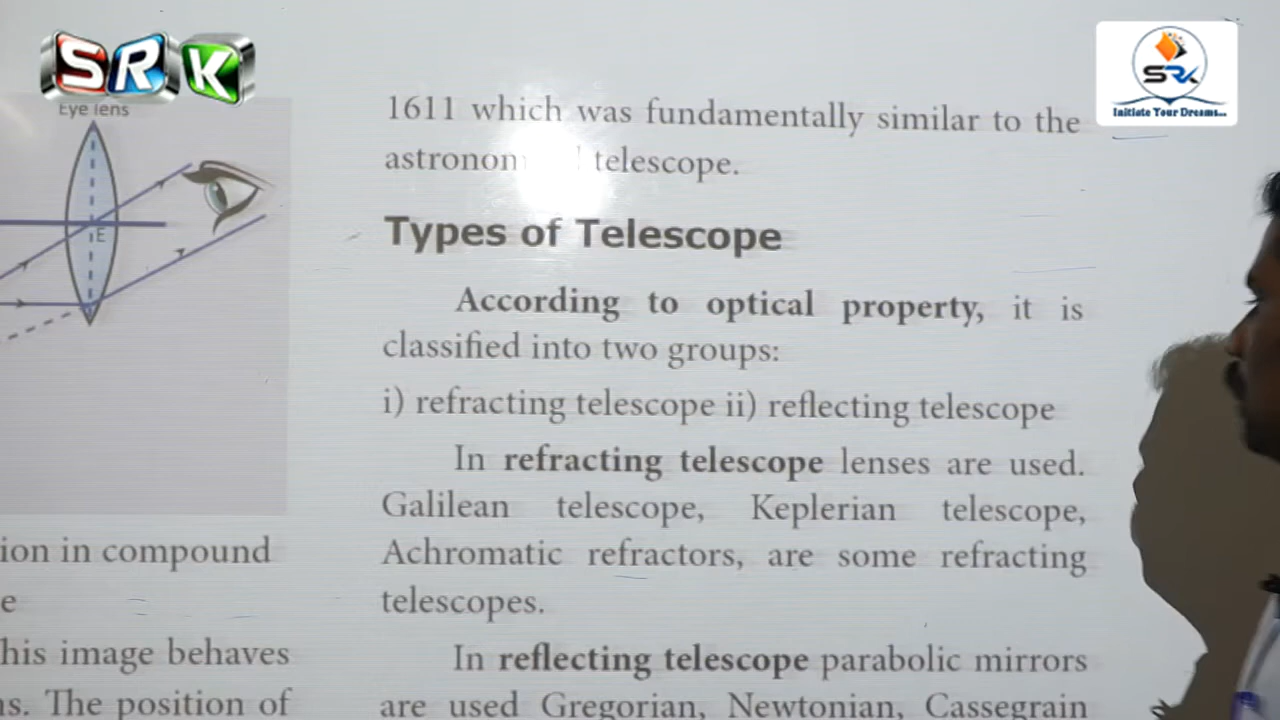 SRK
SRK
Initiate Your Dreams...
Eye lens
E
ion in compound
e
his image behaves
s. The position of
1611 which was fundamentally similar to the
telescope.
Types of Telescope
According to optical property, it is
classified into two groups:
i) refracting telescope ii) reflecting telescope
In refracting telescope lenses are used.
Galilean telescope, Keplerian telescope,
Achromatic refractors, are some refracting
telescopes.
In reflecting telescope parabolic mirrors
are used Gregorian, Newtonian, Cassegrain